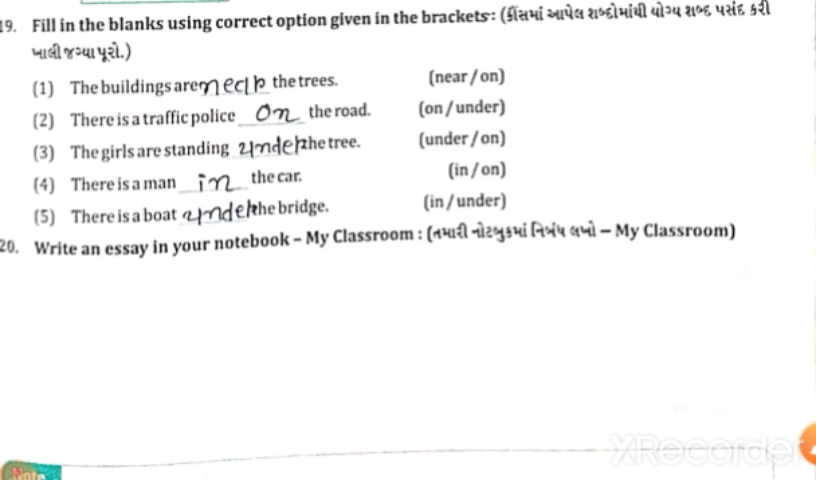 19. Fill in the blanks using correct option given in the brackets: (કૌંસમાં આપેલ શબ્દોમાંથી યોગ્ય શબ્દ પસંદ કરી
ખાલી જગ્યા પૂરો.)
(1) The buildings are near the trees. (near / on)
(2) There is a traffic police on the road. (on / under)
(3) The girls are standing under the tree. (under / on)
(4) There is a man in the car. (in / on)
(5) There is a boat under the bridge. (in / under)
20. Write an essay in your notebook – My Classroom : (તમારી નોટબુકમાં નિબંધ લખો – My Classroom)
XRecorder